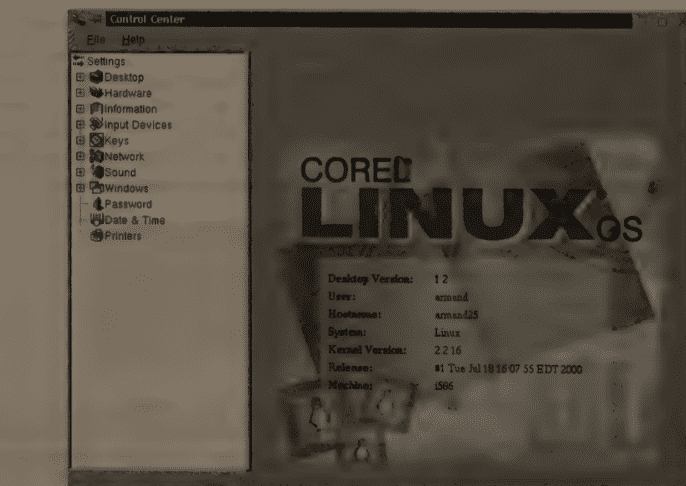 Control Center
File Help
Settings
Desktop
Hardware
Information
Input Devices
Keys
Network
Sound
Windows
Password
Date & Time
Printers
COREL
LINUX OS
Desktop Version: 1 2
User: armand
Hostname: armand25
System: Linux
Kernel Version: 2 2 16
Release: #1 Tue Jul 18 16 07 55 EDT 2000
Machine: i586